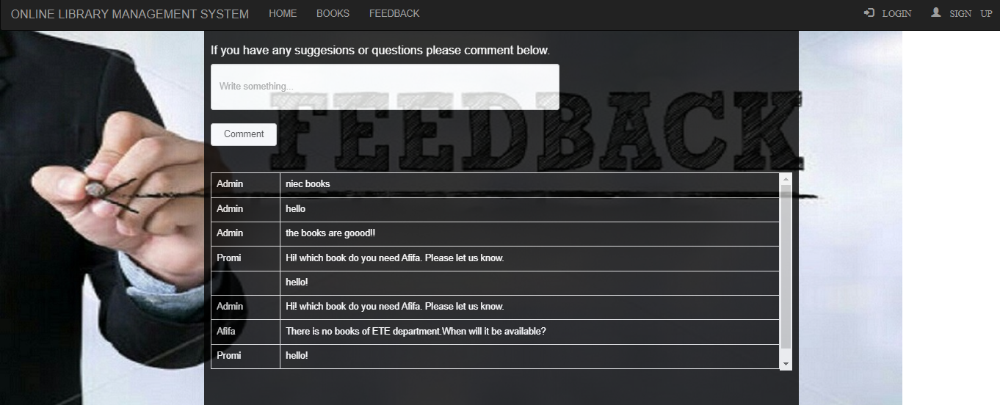 ONLINE LIBRARY MANAGEMENT SYSTEM HOME BOOKS FEEDBACK LOGIN SIGN UP
If you have any suggesions or questions please comment below.
Write something...
FEEDBACK
Comment
Admin niec books
Admin hello
Admin the books are goood!!
Promi Hi! which book do you need Afifa. Please let us know.
hello!
Admin Hi! which book do you need Afifa. Please let us know.
Afifa There is no books of ETE department.When will it be available?
Promi hello!